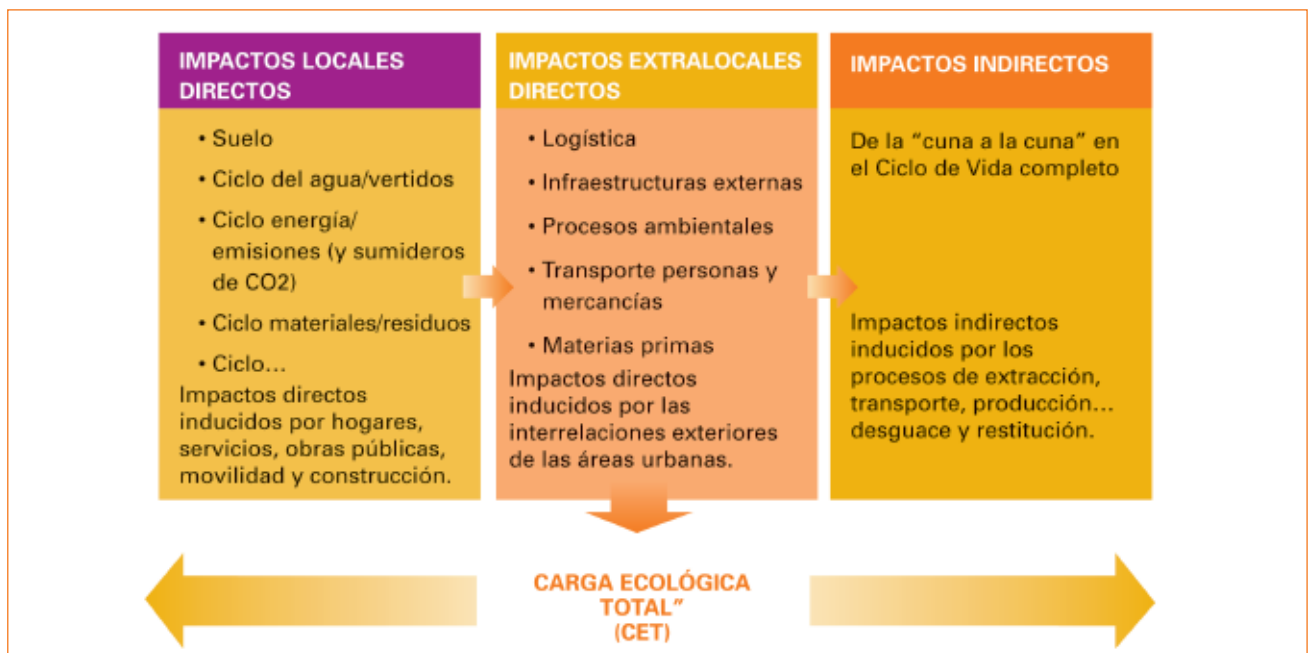 IMPACTOS LOCALES
DIRECTOS
• Suelo
• Ciclo del agua/vertidos
• Ciclo energía/
emisiones (y sumideros
de CO2)
• Ciclo materiales/residuos
• Ciclo…
Impactos directos
inducidos por hogares,
servicios, obras públicas,
movilidad y construcción.
IMPACTOS EXTRALOCALES
DIRECTOS
• Logística
• Infraestructuras externas
• Procesos ambientales
• Transporte personas y
mercancías
• Materias primas
Impactos directos
inducidos por las
interrelaciones exteriores
de las áreas urbanas.
IMPACTOS INDIRECTOS
De la “cuna a la cuna” en
el Ciclo de Vida completo
Impactos indirectos
inducidos por los
procesos de extracción,
transporte, producción…
desguace y restitución.
CARGA ECOLÓGICA
TOTAL”
(CET)